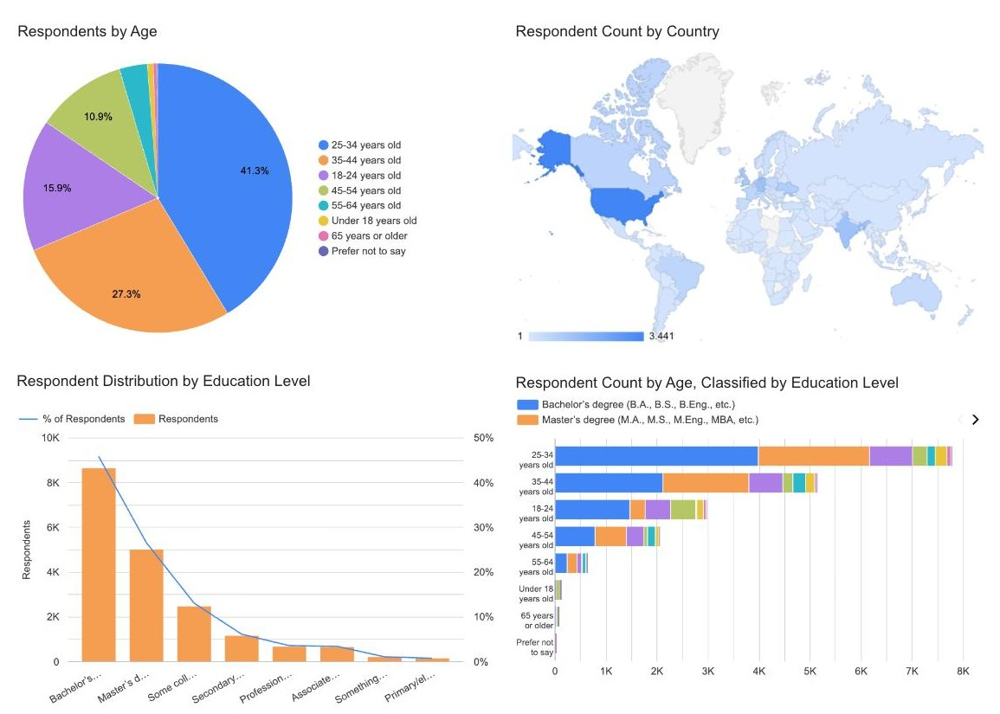 Respondents by Age
10.9%
41.3%
15.9%
27.3%
25-34 years old
35-44 years old
18-24 years old
45-54 years old
55-64 years old
Under 18 years old
65 years or older
Prefer not to say
Respondent Count by Country
1
3.441
Respondent Distribution by Education Level
% of Respondents
Respondents
10K
8K
6K
4K
2K
0
Respondents
50%
40%
30%
20%
10%
0%
Bachelor's…
Master's d…
Some coll…
Secondary…
Profession…
Associate…
Something…
Primary/el…
Respondent Count by Age, Classified by Education Level
Bachelor's degree (B.A., B.S., B.Eng., etc.)
Master's degree (M.A., M.S., M.Eng., MBA, etc.)
25-34
years old
35-44
years old
18-24
years old
45-54
years old
55-64
years old
Under 18
years old
65 years
or older
Prefer not
to say
0
1K
2K
3K
4K
5K
6K
7K
8K